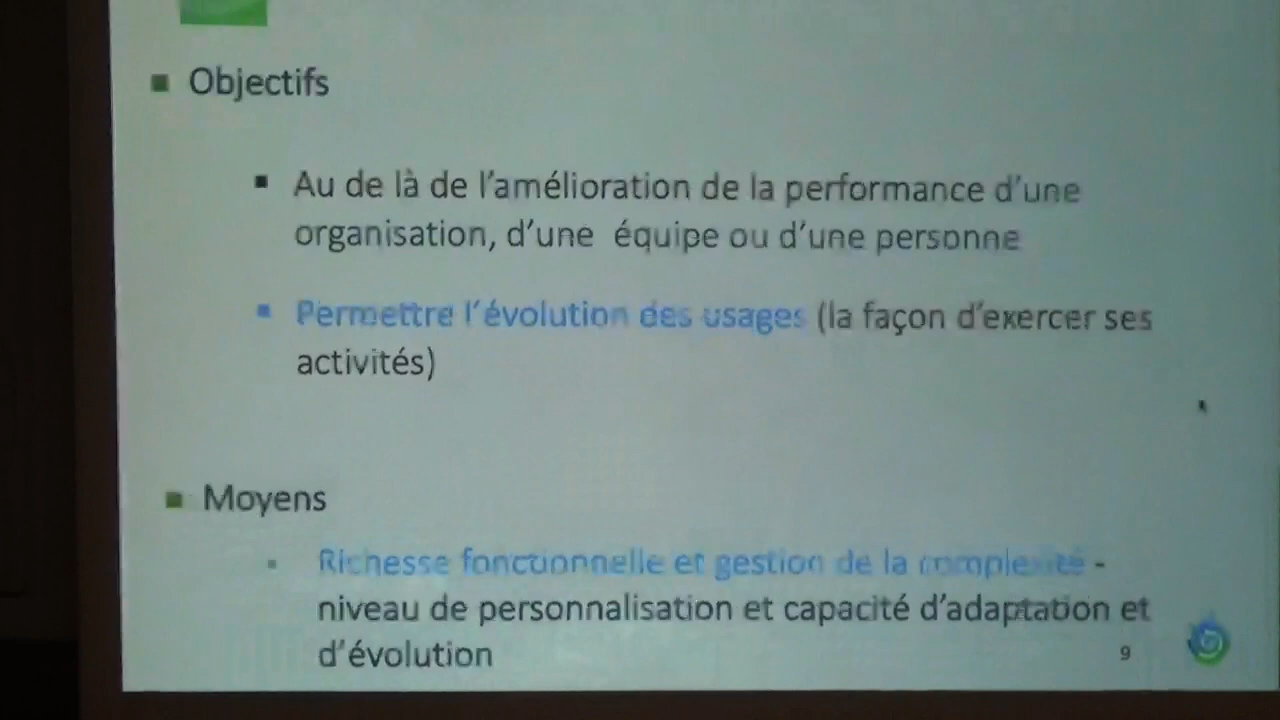 Objectifs
Au de là de l'amélioration de la performance d'une
organisation, d'une équipe ou d'une personne
Permettre l'évolution des usages (la façon d'exercer ses
activités)
Moyens
Richesse fonctionnelle et gestion de la complexité -
niveau de personnalisation et capacité d'adaptation et
d'évolution
9